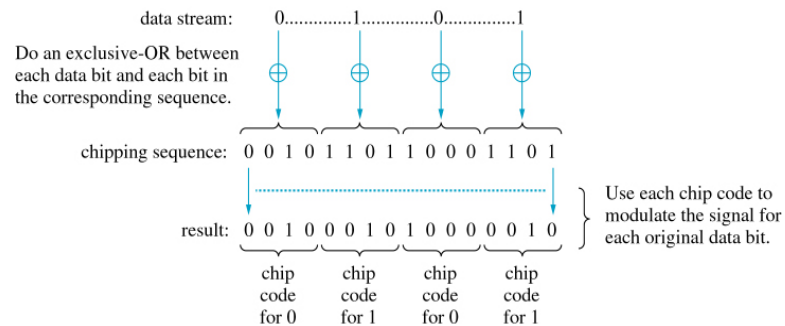 data stream: 0.............1..............0..............1
Do an exclusive-OR between
each data bit and each bit in
the corresponding sequence.
chipping sequence: 0 0 1 0 1 1 0 1 1 0 0 0 1 1 0 1
Use each chip code to
modulate the signal for
each original data bit.
result: 0 0 1 0 0 0 1 0 1 0 0 0 0 0 1 0
chip chip chip chip
code code code code
for 0 for 1 for 0 for 1